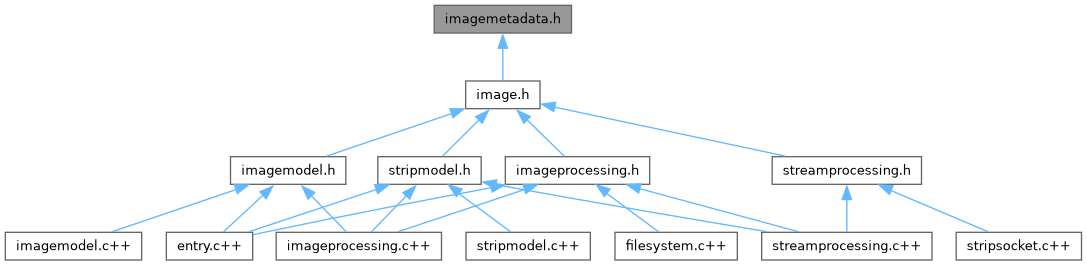 imagemetadata.h
image.h
imagemodel.h
stripmodel.h
imageprocessing.h
streamprocessing.h
imagemodel.c++
entry.c++
imageprocessing.c++
stripmodel.c++
filesystem.c++
streamprocessing.c++
stripsocket.c++